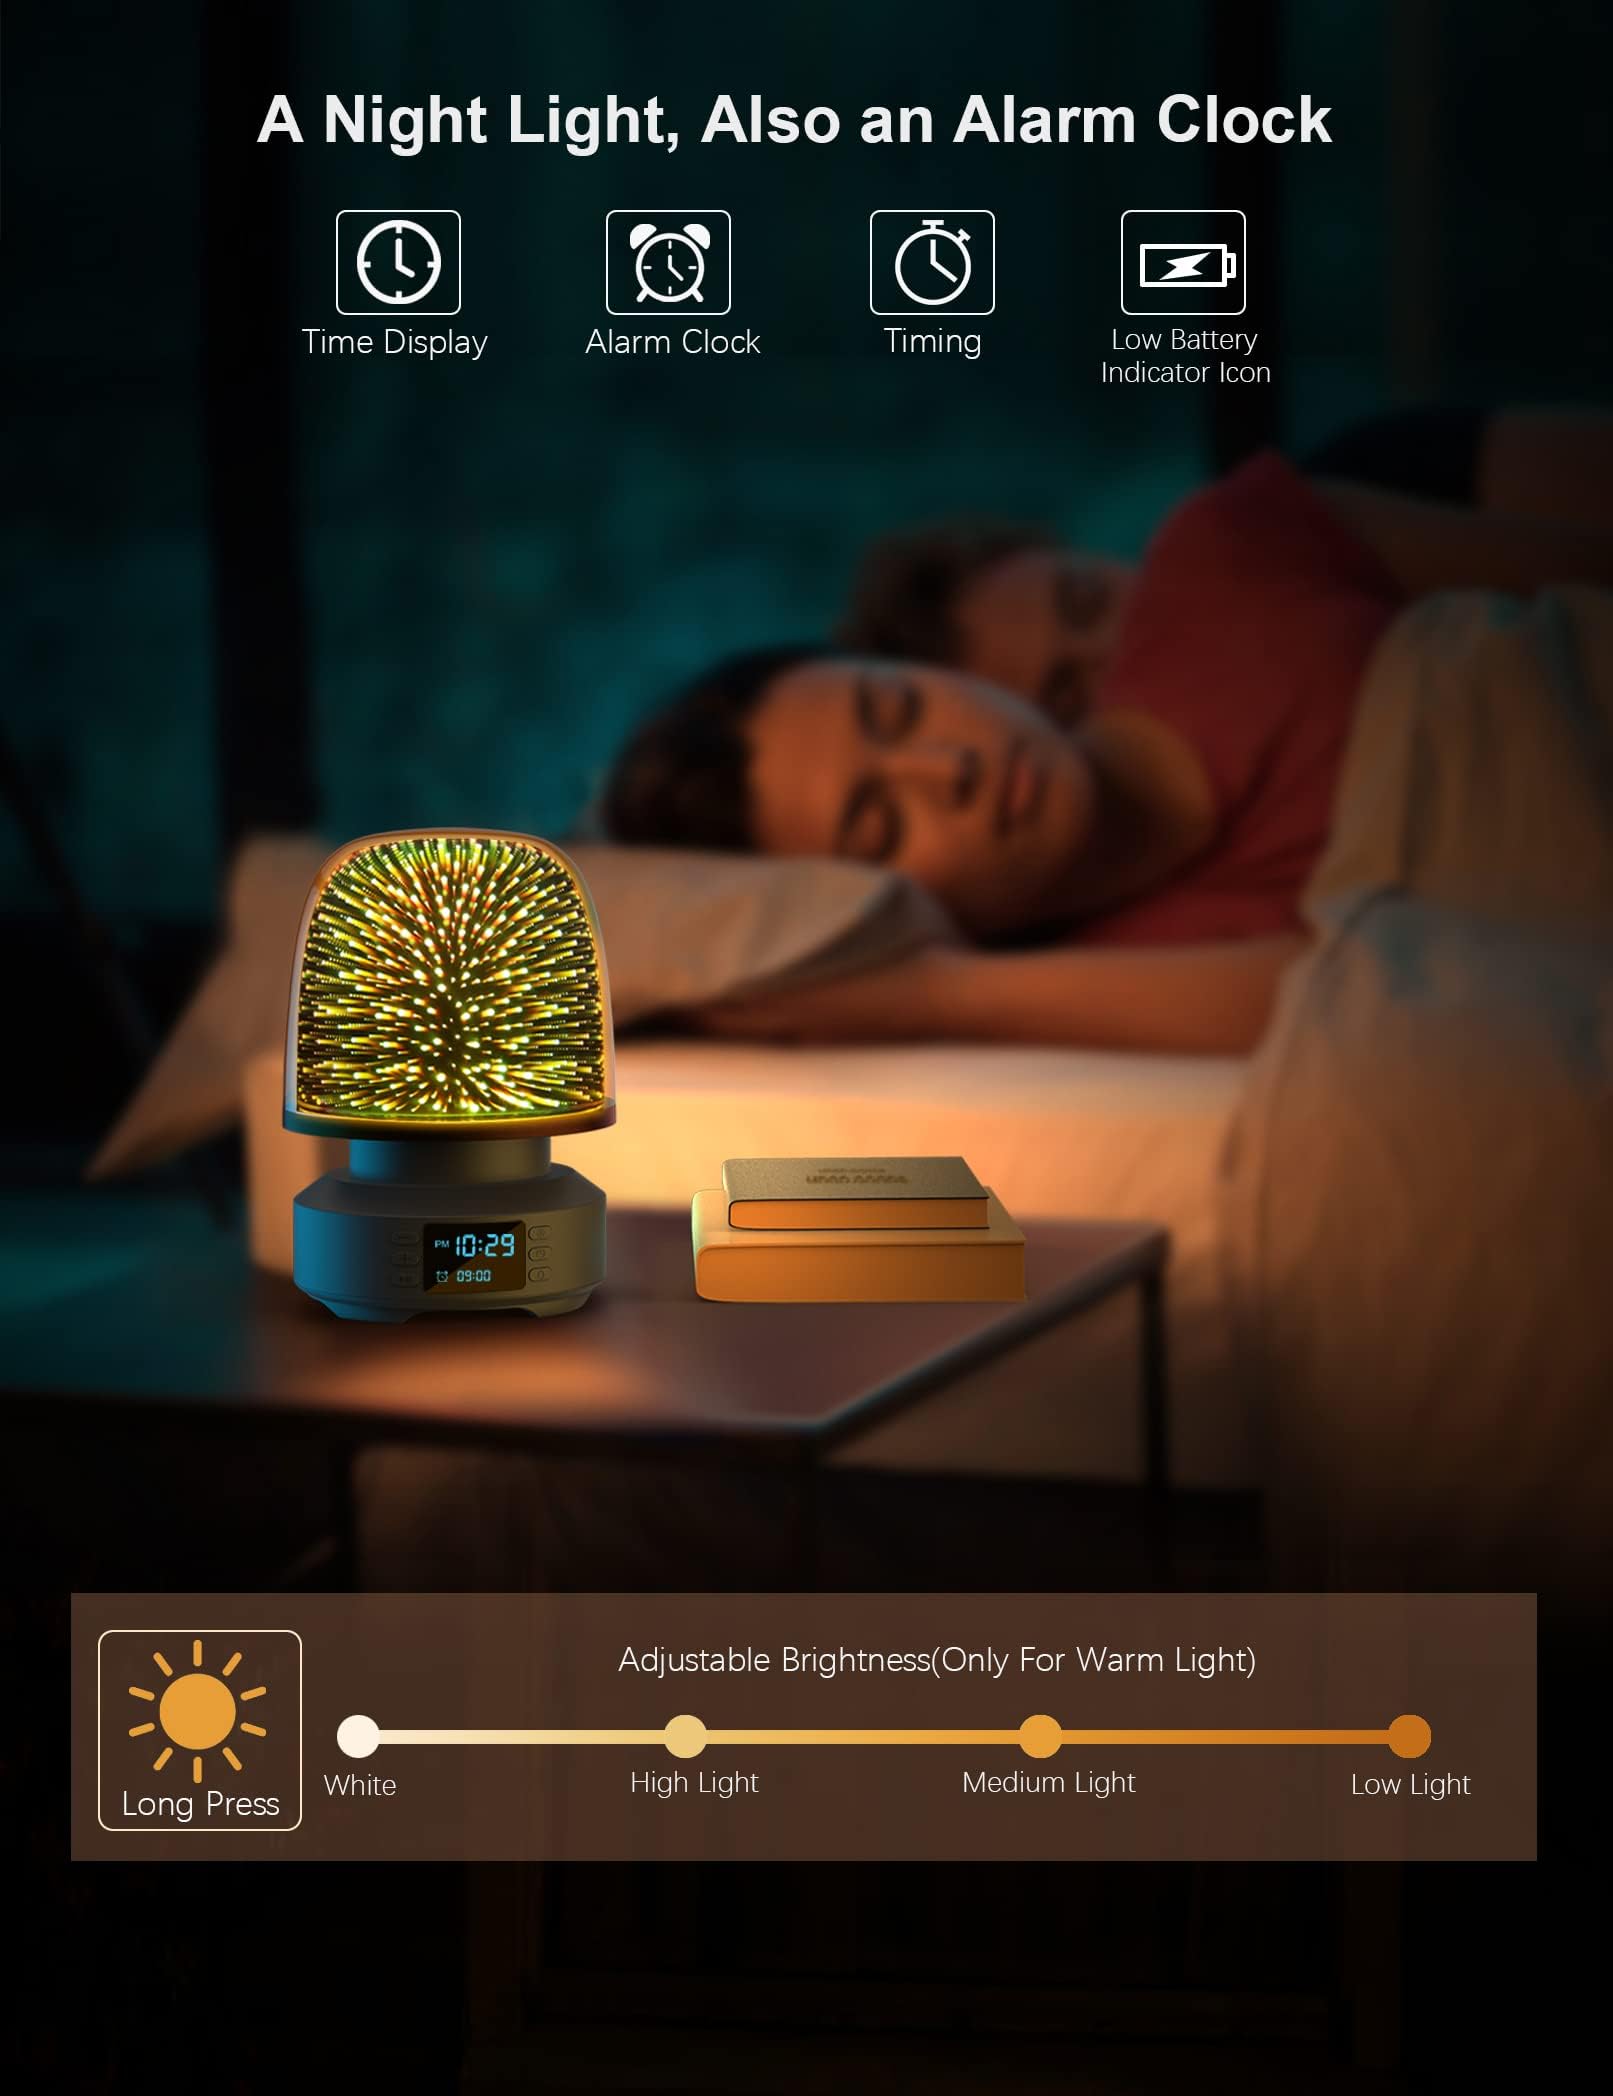 A Night Light, Also an Alarm Clock
Time Display
Alarm Clock
Timing
Low Battery
Indicator Icon
PM 10:29
09:00
Adjustable Brightness(Only For Warm Light)
Long Press
White
High Light
Medium Light
Low Light